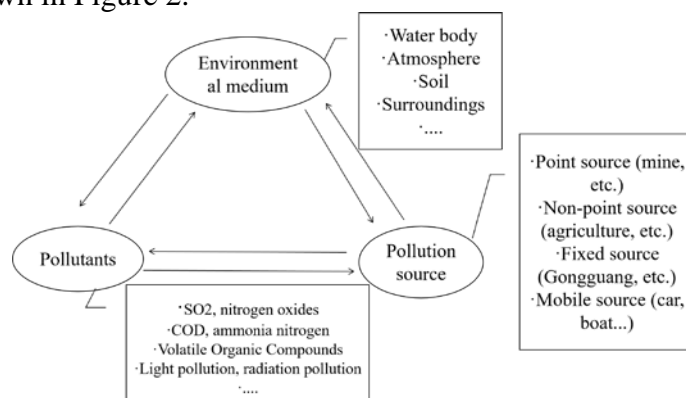 wn in Figure 2.
Environment
al medium
·Water body
·Atmosphere
·Soil
·Surroundings
·....
·Point source (mine,
etc.)
·Non-point source
(agriculture, etc.)
·Fixed source
(Gongguang, etc.)
·Mobile source (car,
boat...)
Pollutants
Pollution
source
·SO2, nitrogen oxides
·COD, ammonia nitrogen
·Volatile Organic Compounds
·Light pollution, radiation pollution
·....